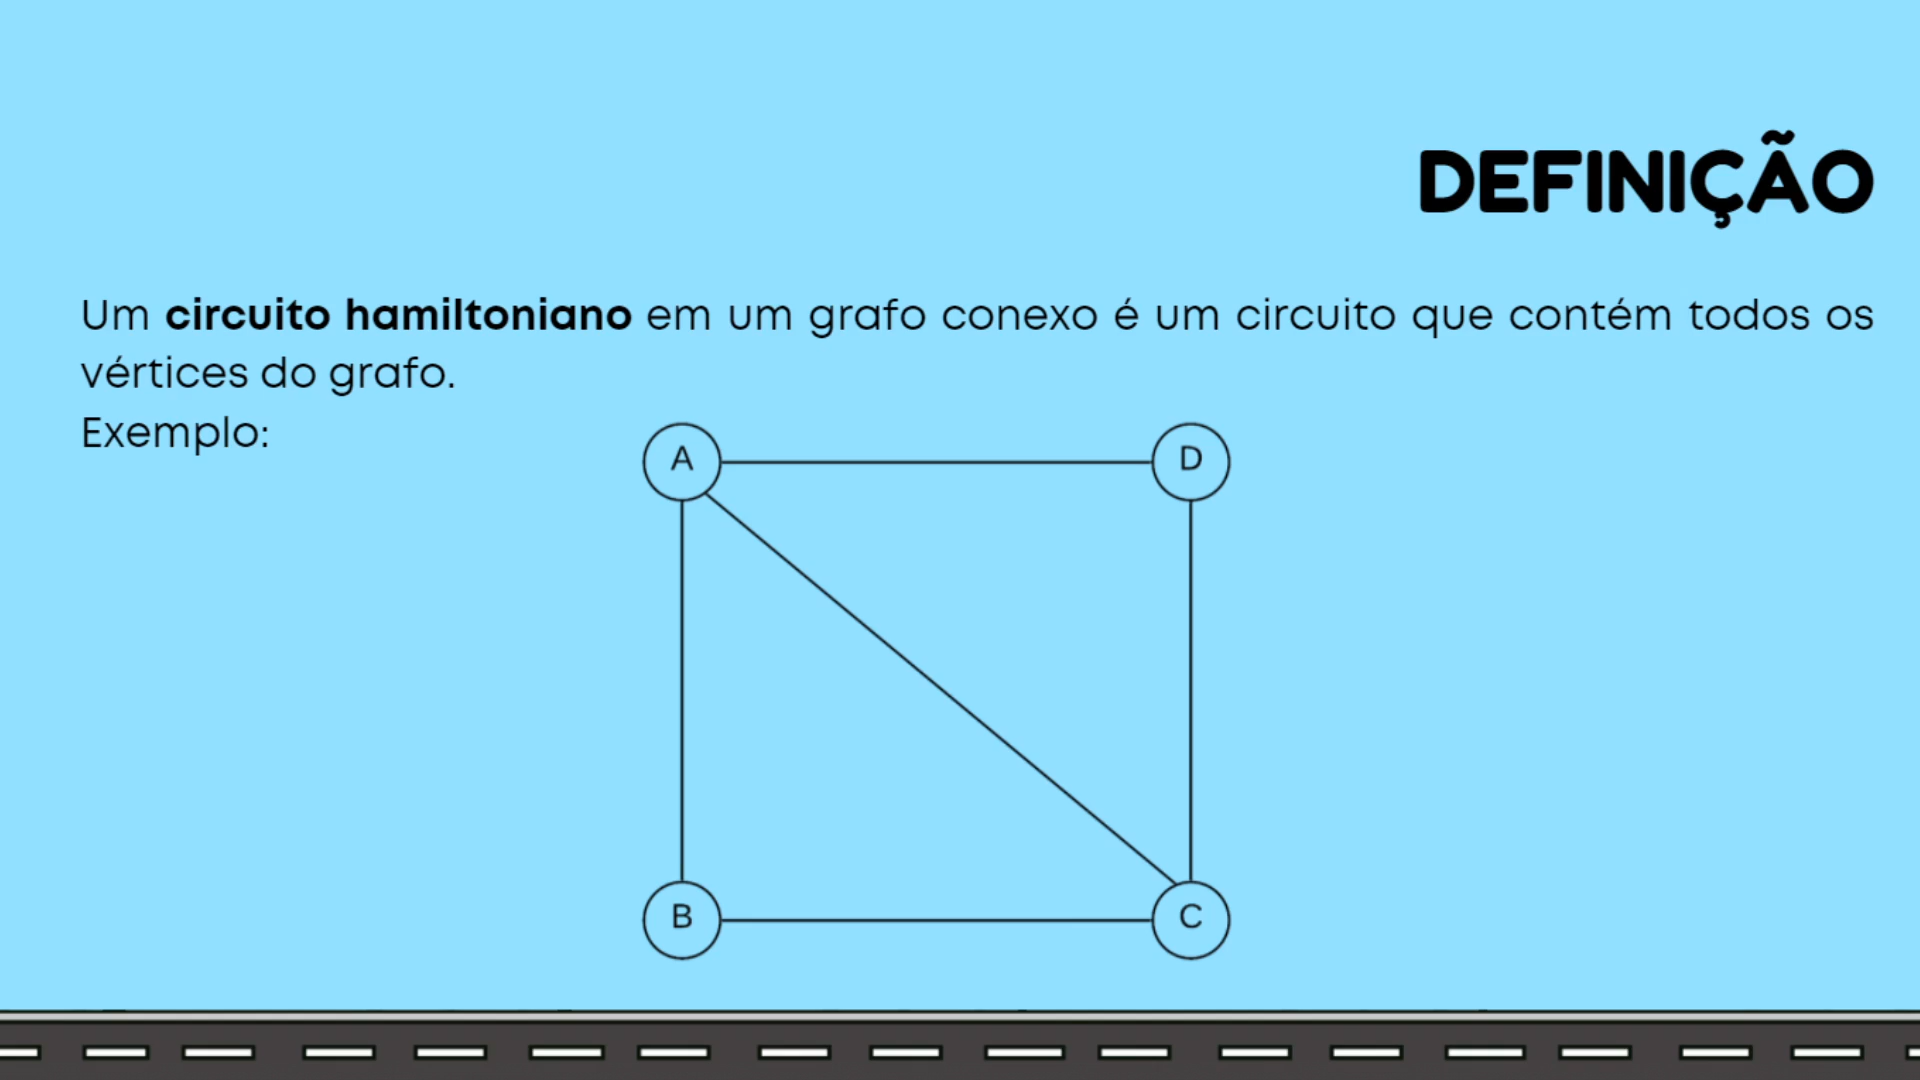 DEFINIÇÃO
Um circuito hamiltoniano em um grafo conexo é um circuito que contém todos os
vértices do grafo.
Exemplo:
A
D
B
C